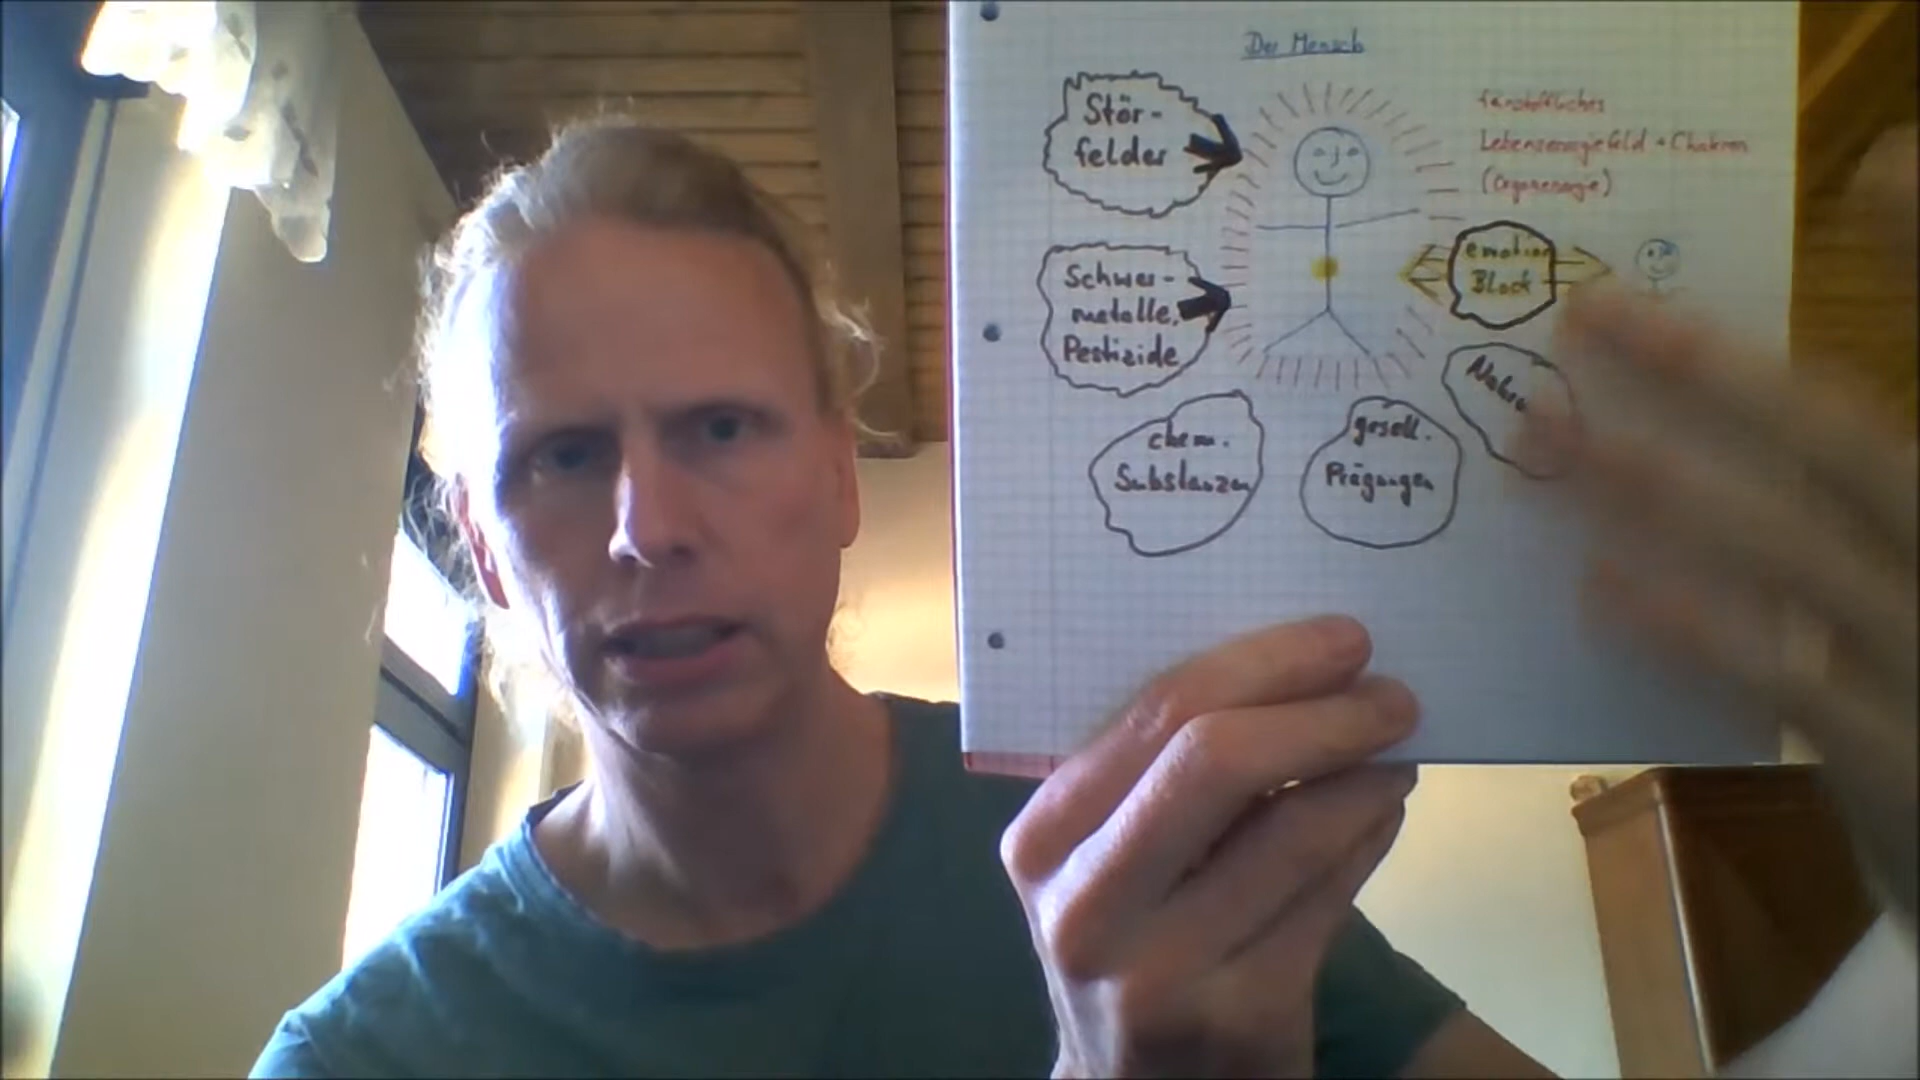 Der Mensch
Stör-
felder
feinstoffliches
Lebensenergiefeld + Chakren
(Orgonenergie)
emotion
Block
Schwer-
metalle,
Pestizide
chem.
Substanzen
gesell.
Prägungen